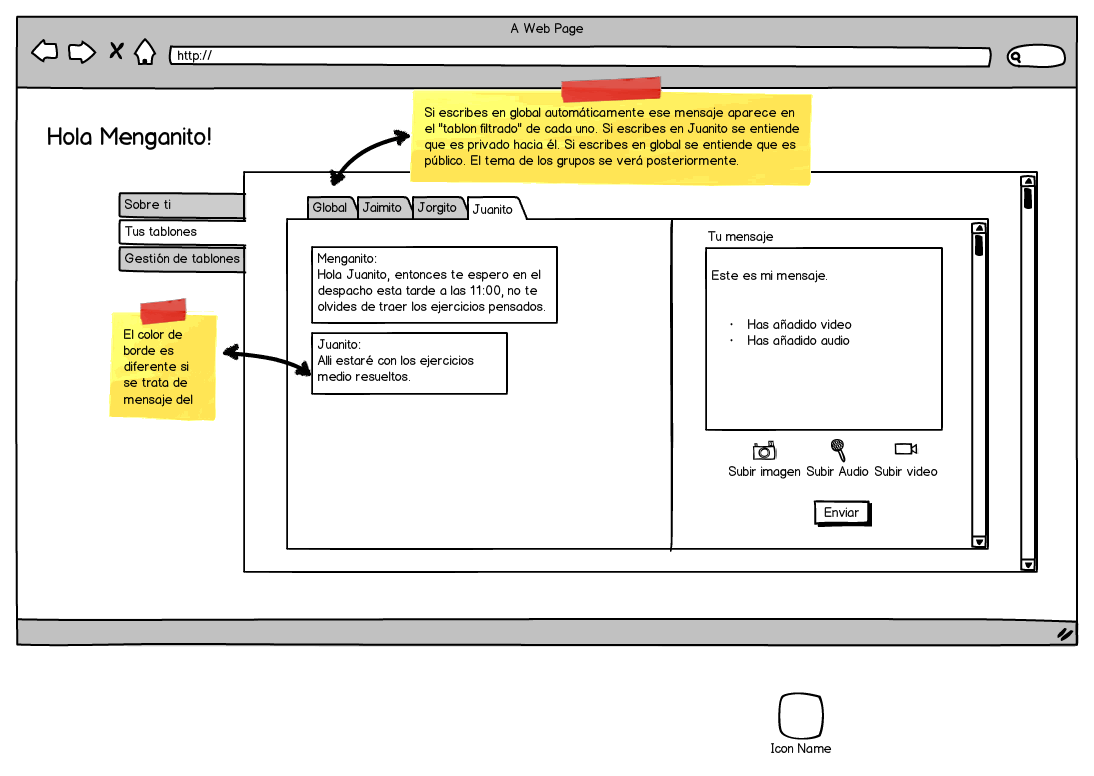 A Web Page
http://
Hola Menganito!
Si escribes en global automáticamente ese mensaje aparece en
el "tablon filtrado" de cada uno. Si escribes en Juanito se entiende
que es privado hacia él. Si escribes en global se entiende que es
público. El tema de los grupos se verá posteriormente.
Sobre ti
Tus tablones
Gestión de tablones
Global
Jaimito
Jorgito
Juanito
Menganito:
Hola Juanito, entonces te espero en el
despacho esta tarde a las 11:00, no te
olvides de traer los ejercicios pensados.
Juanito:
Alli estaré con los ejercicios
medio resueltos.
El color de
borde es
diferente si
se trata de
mensaje del
Tu mensaje
Este es mi mensaje.
· Has añadido video
· Has añadido audio
Subir imagen
Subir Audio
Subir video
Enviar
Icon Name